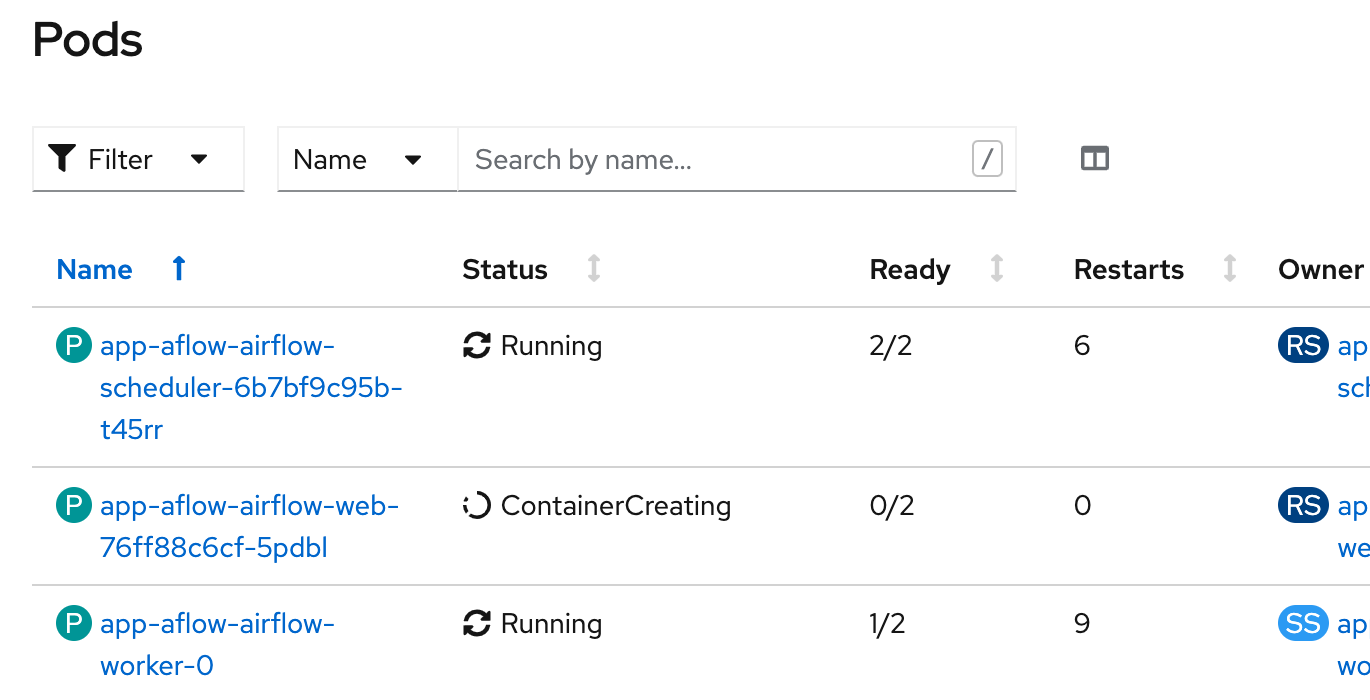 Pods
Filter
Name
Search by name...
/
Name Status Ready Restarts Owner
P app-aflow-airflow- Running 2/2 6 RS ap
scheduler-6b7bf9c95b- sch
t45rr
P app-aflow-airflow-web- ContainerCreating 0/2 0 RS ap
76ff88c6cf-5pdbl we
P app-aflow-airflow- Running 1/2 9 SS ap
worker-0 wo